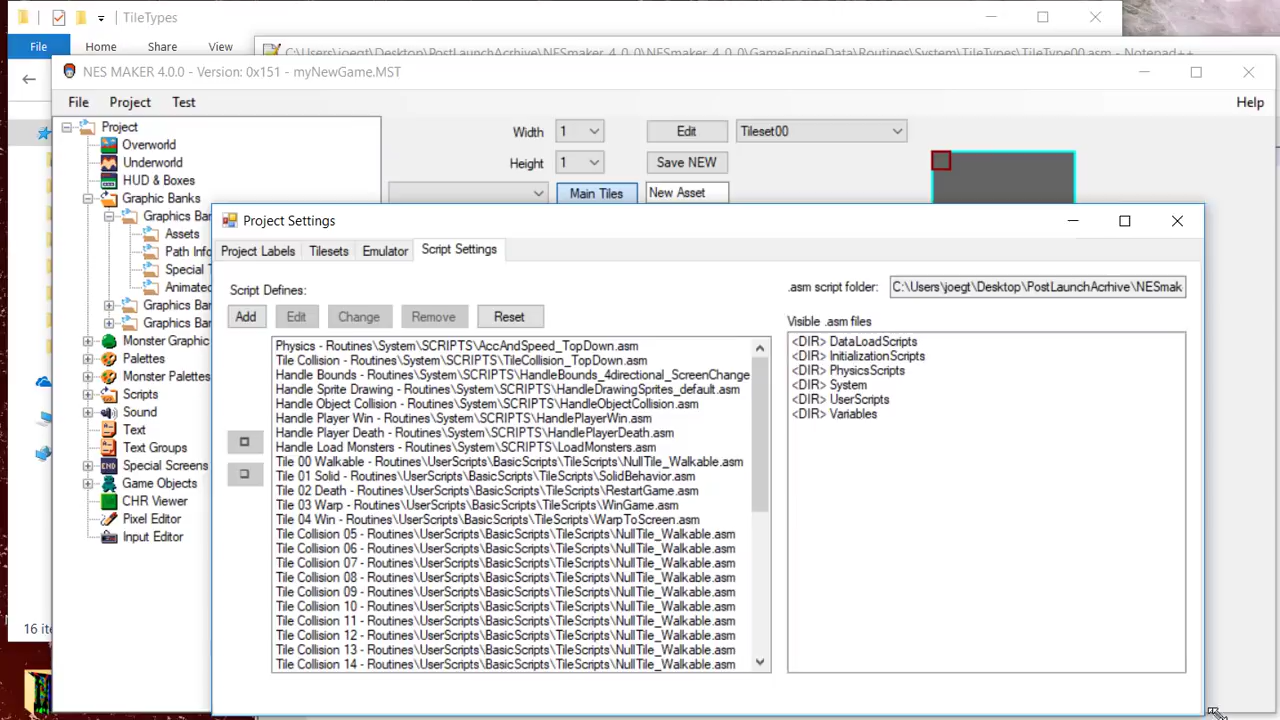 TileTypes
File Home Share View
C:\Users\joegt\Desktop\PostLaunchAcrhive\NESmaker_4_0_0\NESmaker_4_0_0\GameEngineData\Routines\System\TileTypes\TileType00.asm - Notepad++
NES MAKER 4.0.0 - Version: 0x151 - myNewGame.MST
File Project Test Help
Project
Overworld
Underworld
HUD & Boxes
Graphic Banks
Graphics Bar
Assets
Path Info
Special T
Animated
Graphics Bar
Graphics Bar
Monster Graphic
Palettes
Monster Palettes
Scripts
Sound
Text
Text Groups
Special Screens
Game Objects
CHR Viewer
Pixel Editor
Input Editor
16 ite
Width 1 Edit Tileset00
Height 1 Save NEW
Main Tiles New Asset
Project Settings
Project Labels Tilesets Emulator Script Settings
Script Defines:
Add Edit Change Remove Reset
Physics - Routines\System\SCRIPTS\AccAndSpeed_TopDown.asm
Tile Collision - Routines\System\SCRIPTS\TileCollision_TopDown.asm
Handle Bounds - Routines\System\SCRIPTS\HandleBounds_4directional_ScreenChange
Handle Sprite Drawing - Routines\System\SCRIPTS\HandleDrawingSprites_default.asm
Handle Object Collision - Routines\System\SCRIPTS\HandleObjectCollision.asm
Handle Player Win - Routines\System\SCRIPTS\HandlePlayerWin.asm
Handle Player Death - Routines\System\SCRIPTS\HandlePlayerDeath.asm
Handle Load Monsters - Routines\System\SCRIPTS\LoadMonsters.asm
Tile 00 Walkable - Routines\UserScripts\BasicScripts\TileScripts\NullTile_Walkable.asm
Tile 01 Solid - Routines\UserScripts\BasicScripts\TileScripts\SolidBehavior.asm
Tile 02 Death - Routines\UserScripts\BasicScripts\TileScripts\RestartGame.asm
Tile 03 Warp - Routines\UserScripts\BasicScripts\TileScripts\WinGame.asm
Tile 04 Win - Routines\UserScripts\BasicScripts\TileScripts\WarpToScreen.asm
Tile Collision 05 - Routines\UserScripts\BasicScripts\TileScripts\NullTile_Walkable.asm
Tile Collision 06 - Routines\UserScripts\BasicScripts\TileScripts\NullTile_Walkable.asm
Tile Collision 07 - Routines\UserScripts\BasicScripts\TileScripts\NullTile_Walkable.asm
Tile Collision 08 - Routines\UserScripts\BasicScripts\TileScripts\NullTile_Walkable.asm
Tile Collision 09 - Routines\UserScripts\BasicScripts\TileScripts\NullTile_Walkable.asm
Tile Collision 10 - Routines\UserScripts\BasicScripts\TileScripts\NullTile_Walkable.asm
Tile Collision 11 - Routines\UserScripts\BasicScripts\TileScripts\NullTile_Walkable.asm
Tile Collision 12 - Routines\UserScripts\BasicScripts\TileScripts\NullTile_Walkable.asm
Tile Collision 13 - Routines\UserScripts\BasicScripts\TileScripts\NullTile_Walkable.asm
Tile Collision 14 - Routines\UserScripts\BasicScripts\TileScripts\NullTile_Walkable.asm
.asm script folder: C:\Users\joegt\Desktop\PostLaunchAcrhive\NESmak
Visible .asm files
<DIR> DataLoadScripts
<DIR> InitializationScripts
<DIR> PhysicsScripts
<DIR> System
<DIR> UserScripts
<DIR> Variables